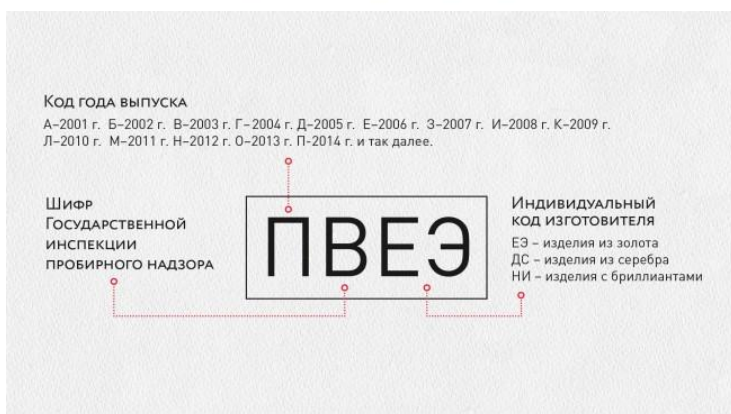 Код года выпуска
А–2001 г. Б–2002 г. В–2003 г. Г–2004 г. Д–2005 г. Е–2006 г. З–2007 г. И–2008 г. К–2009 г.
Л–2010 г. М–2011 г. Н–2012 г. О–2013 г. П-2014 г. и так далее.
Шифр
Государственной
инспекции
пробирного надзора
ПВЕЭ
Индивидуальный
код изготовителя
ЕЭ – изделия из золота
ДС – изделия из серебра
НИ – изделия с бриллиантами